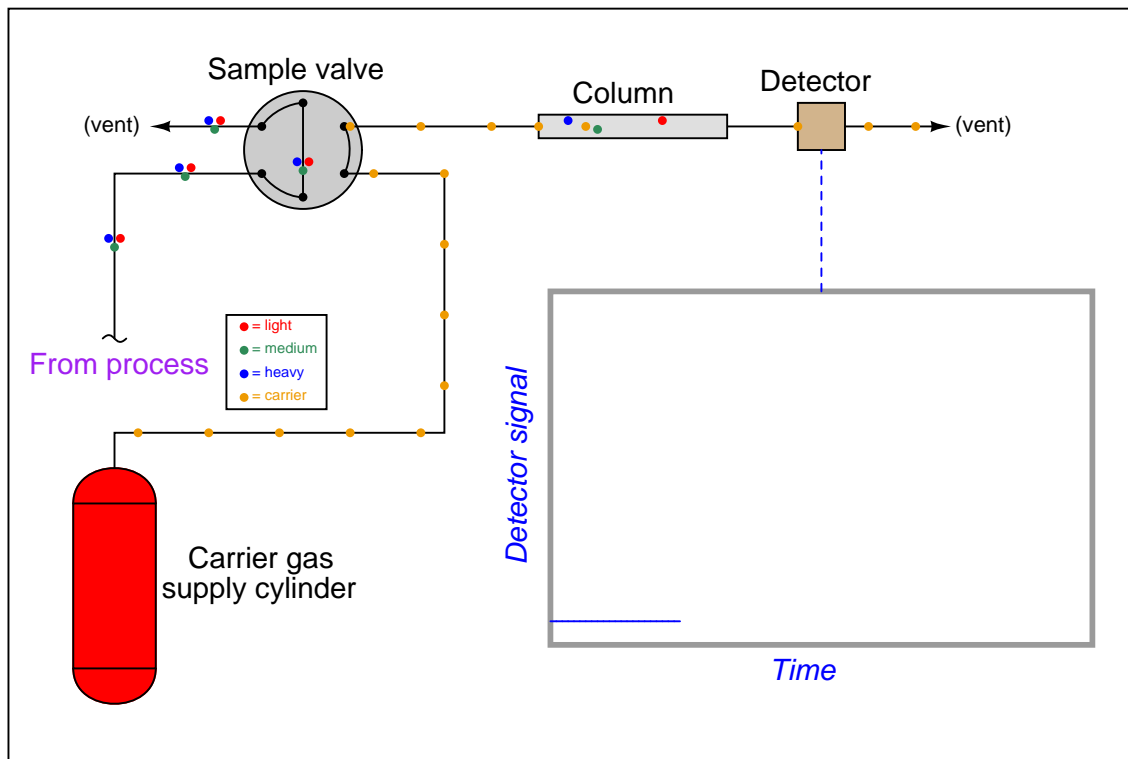 Sample valve
Column
Detector
(vent)
(vent)
= light
= medium
= heavy
= carrier
From process
Detector signal
Carrier gas
supply cylinder
Time